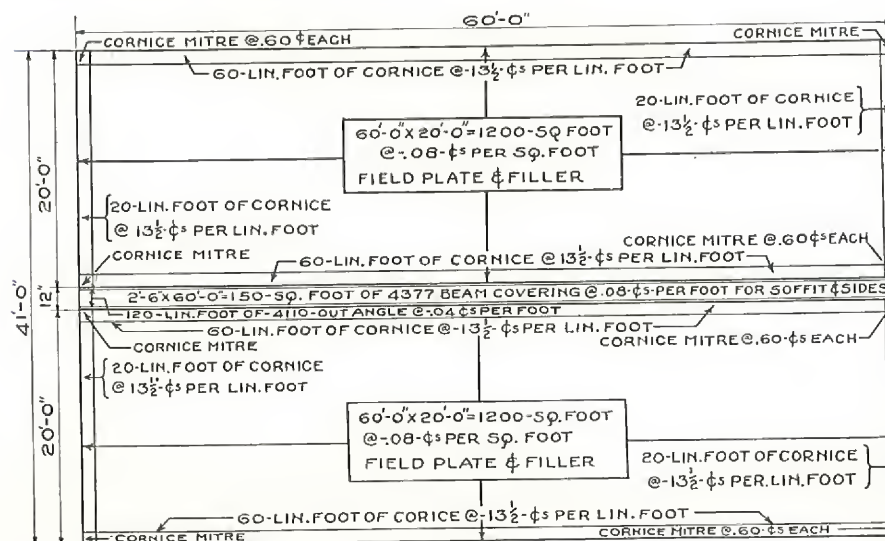 60'-0"
CORNICE MITRE @.60 ¢ EACH
CORNICE MITRE
60-LIN. FOOT OF CORNICE @-13½-¢S PER LIN. FOOT
20-LIN. FOOT OF CORNICE
@-13½-¢S PER LIN. FOOT
60'-0"X20'-0"=1200-SQ FOOT
@-.08-¢S PER SQ. FOOT
FIELD PLATE & FILLER
20'-0"
20-LIN. FOOT OF CORNICE
@ 13½-¢S PER LIN. FOOT
CORNICE MITRE
CORNICE MITRE @.60 ¢S EACH
60-LIN. FOOT OF CORNICE @ 13½-¢S PER LIN. FOOT
41'-0"
12"
2'-6"X60'-0"=150-SQ. FOOT OF 4377 BEAM COVERING @.08-¢S-PER FOOT FOR SOFFIT & SIDES
120-LIN. FOOT OF-4110-OUT ANGLE @-.04 ¢S PER FOOT
60-LIN. FOOT OF CORNICE @-13½-¢S PER LIN. FOOT
CORNICE MITRE
CORNICE MITRE @.60-¢S EACH
20-LIN. FOOT OF CORNICE
@ 13½-¢S PER LIN. FOOT
20'-0"
60'-0"X20'-0"=1200-SQ. FOOT
@-.08-¢S PER SQ. FOOT
FIELD PLATE & FILLER
20-LIN. FOOT OF CORNICE
@-13½-¢S PER LIN. FOOT
60-LIN. FOOT OF CORICE @-13½-¢S PER LIN. FOOT
CORNICE MITRE
CORNICE MITRE @.60-¢S EACH